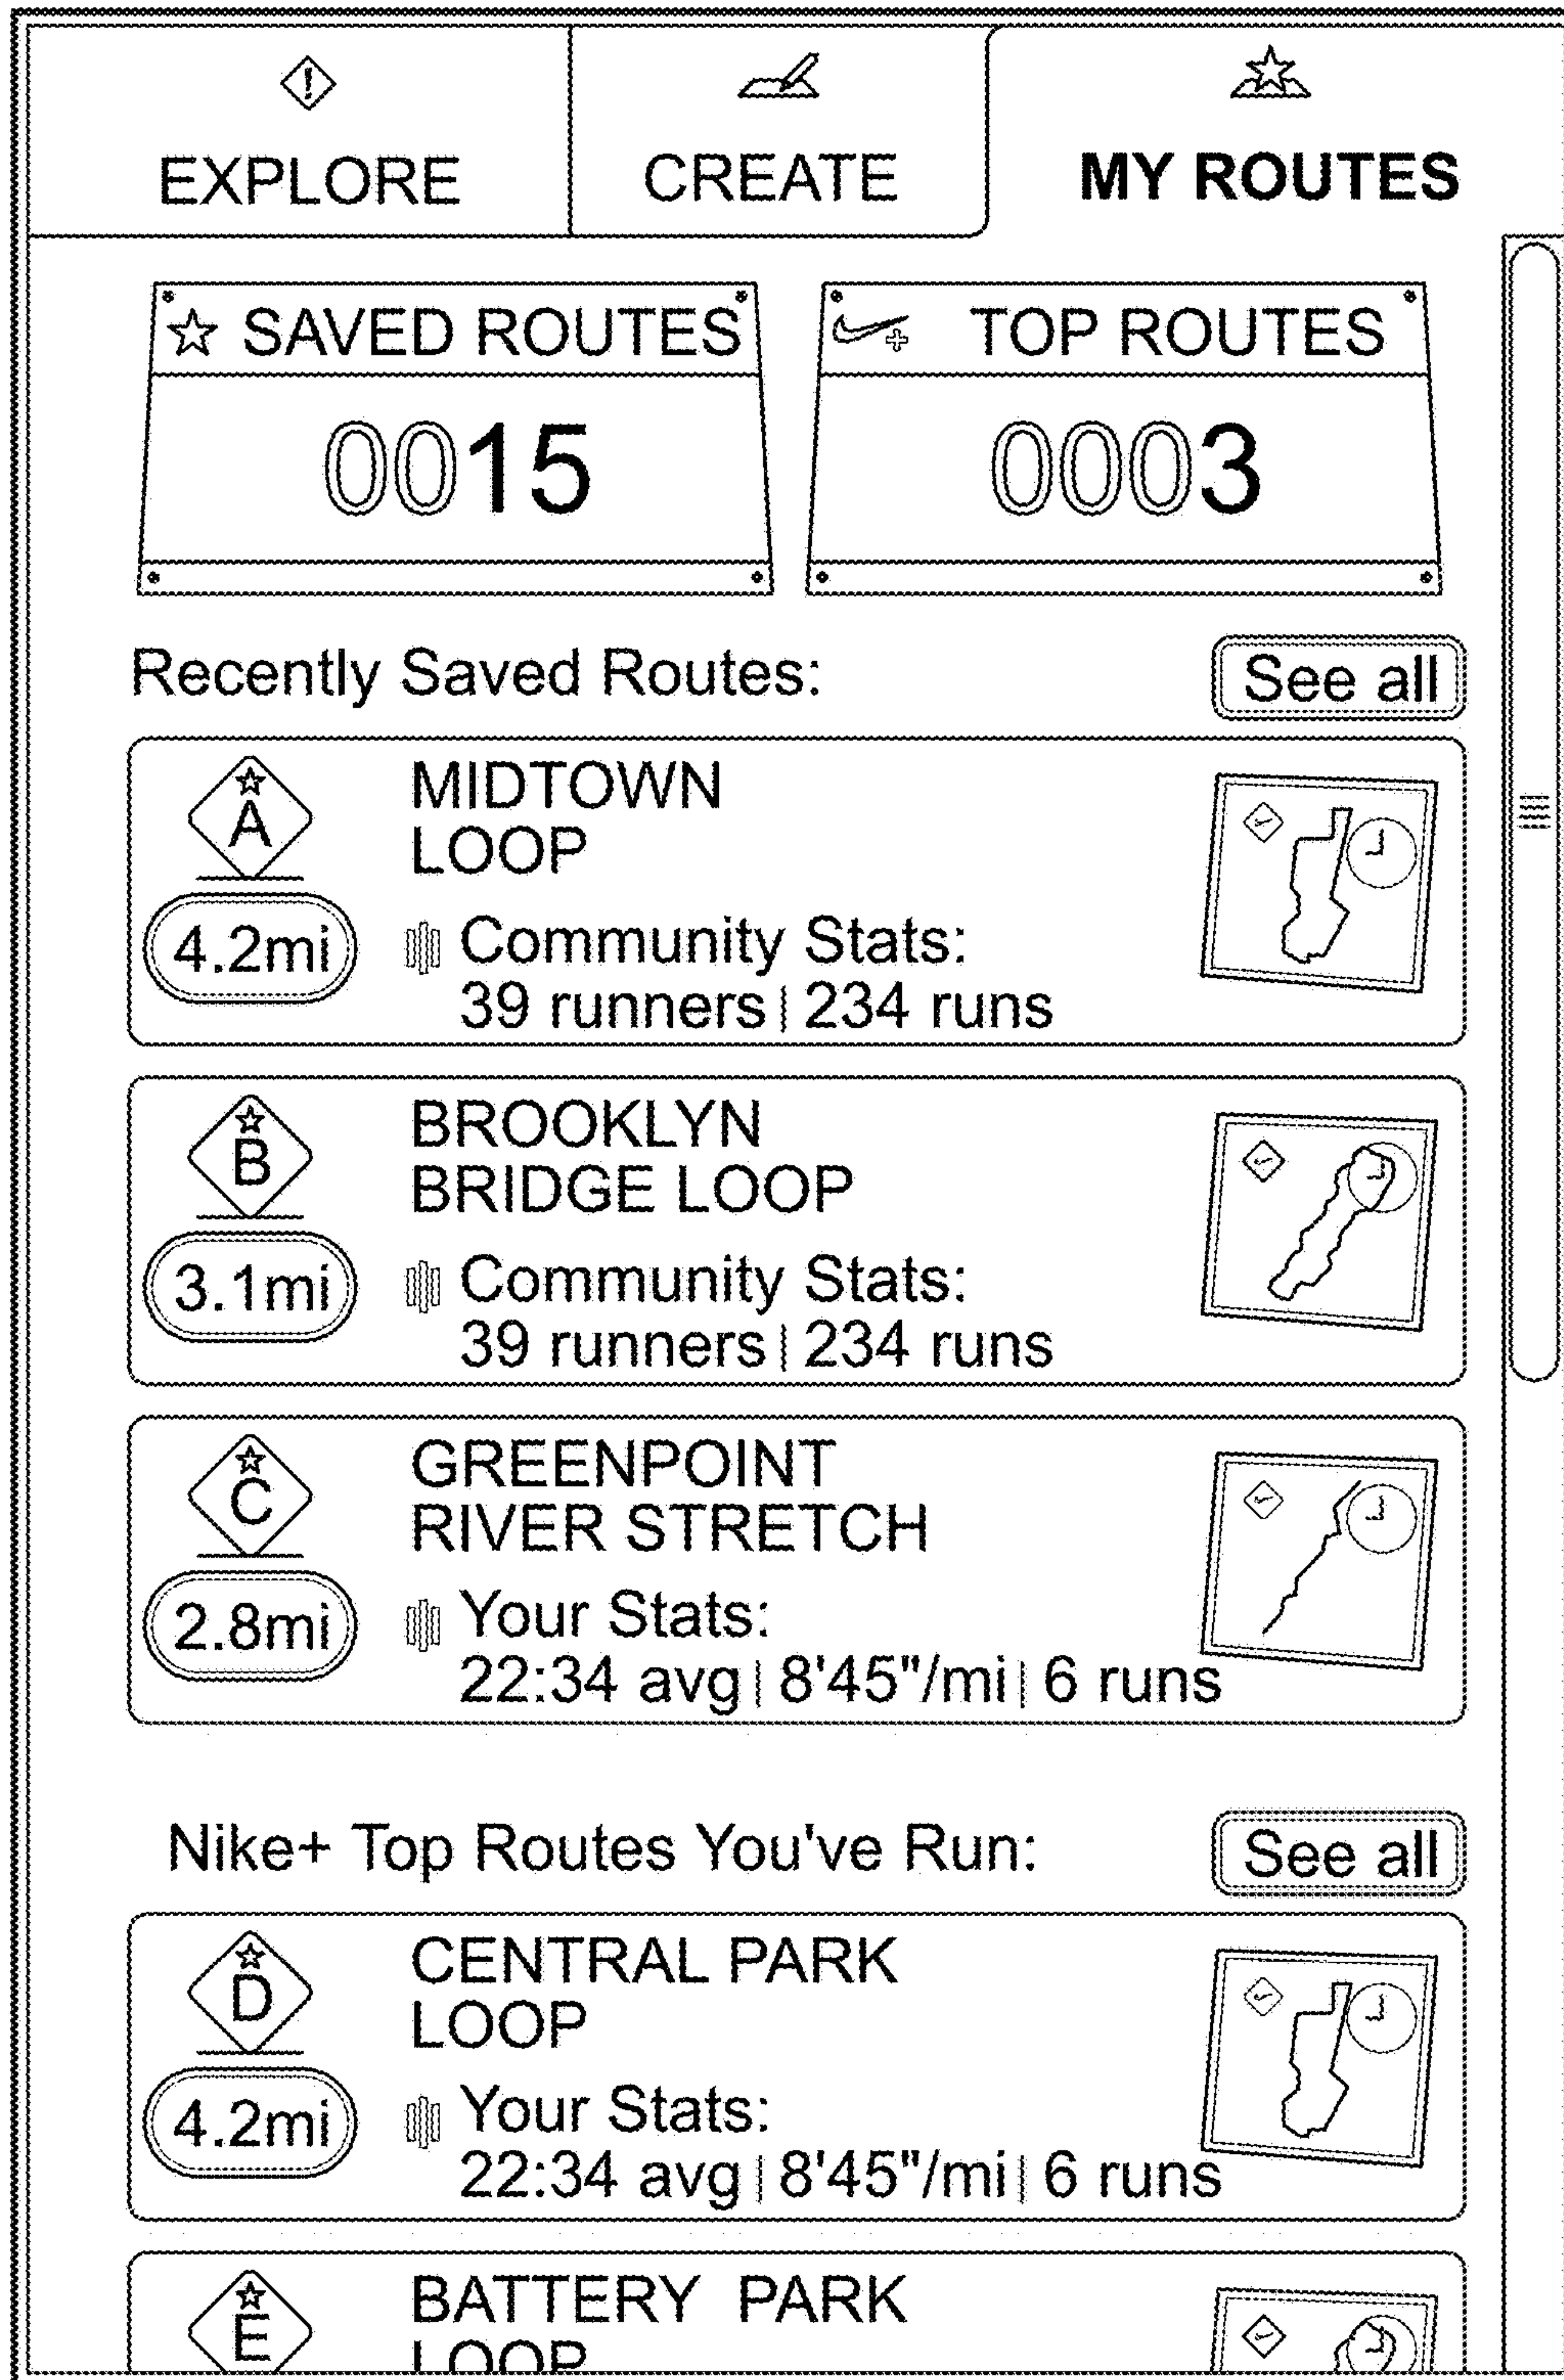 EXPLORE
CREATE
MY ROUTES
SAVED ROUTES
0015
TOP ROUTES
0003
Recently Saved Routes:
See all
A
4.2mi
MIDTOWN
LOOP
Community Stats:
39 runners | 234 runs
B
3.1mi
BROOKLYN
BRIDGE LOOP
Community Stats:
39 runners | 234 runs
C
2.8mi
GREENPOINT
RIVER STRETCH
Your Stats:
22:34 avg | 8'45"/mi | 6 runs
Nike+ Top Routes You've Run:
See all
D
4.2mi
CENTRAL PARK
LOOP
Your Stats:
22:34 avg | 8'45"/mi | 6 runs
E
BATTERY PARK
LOOP